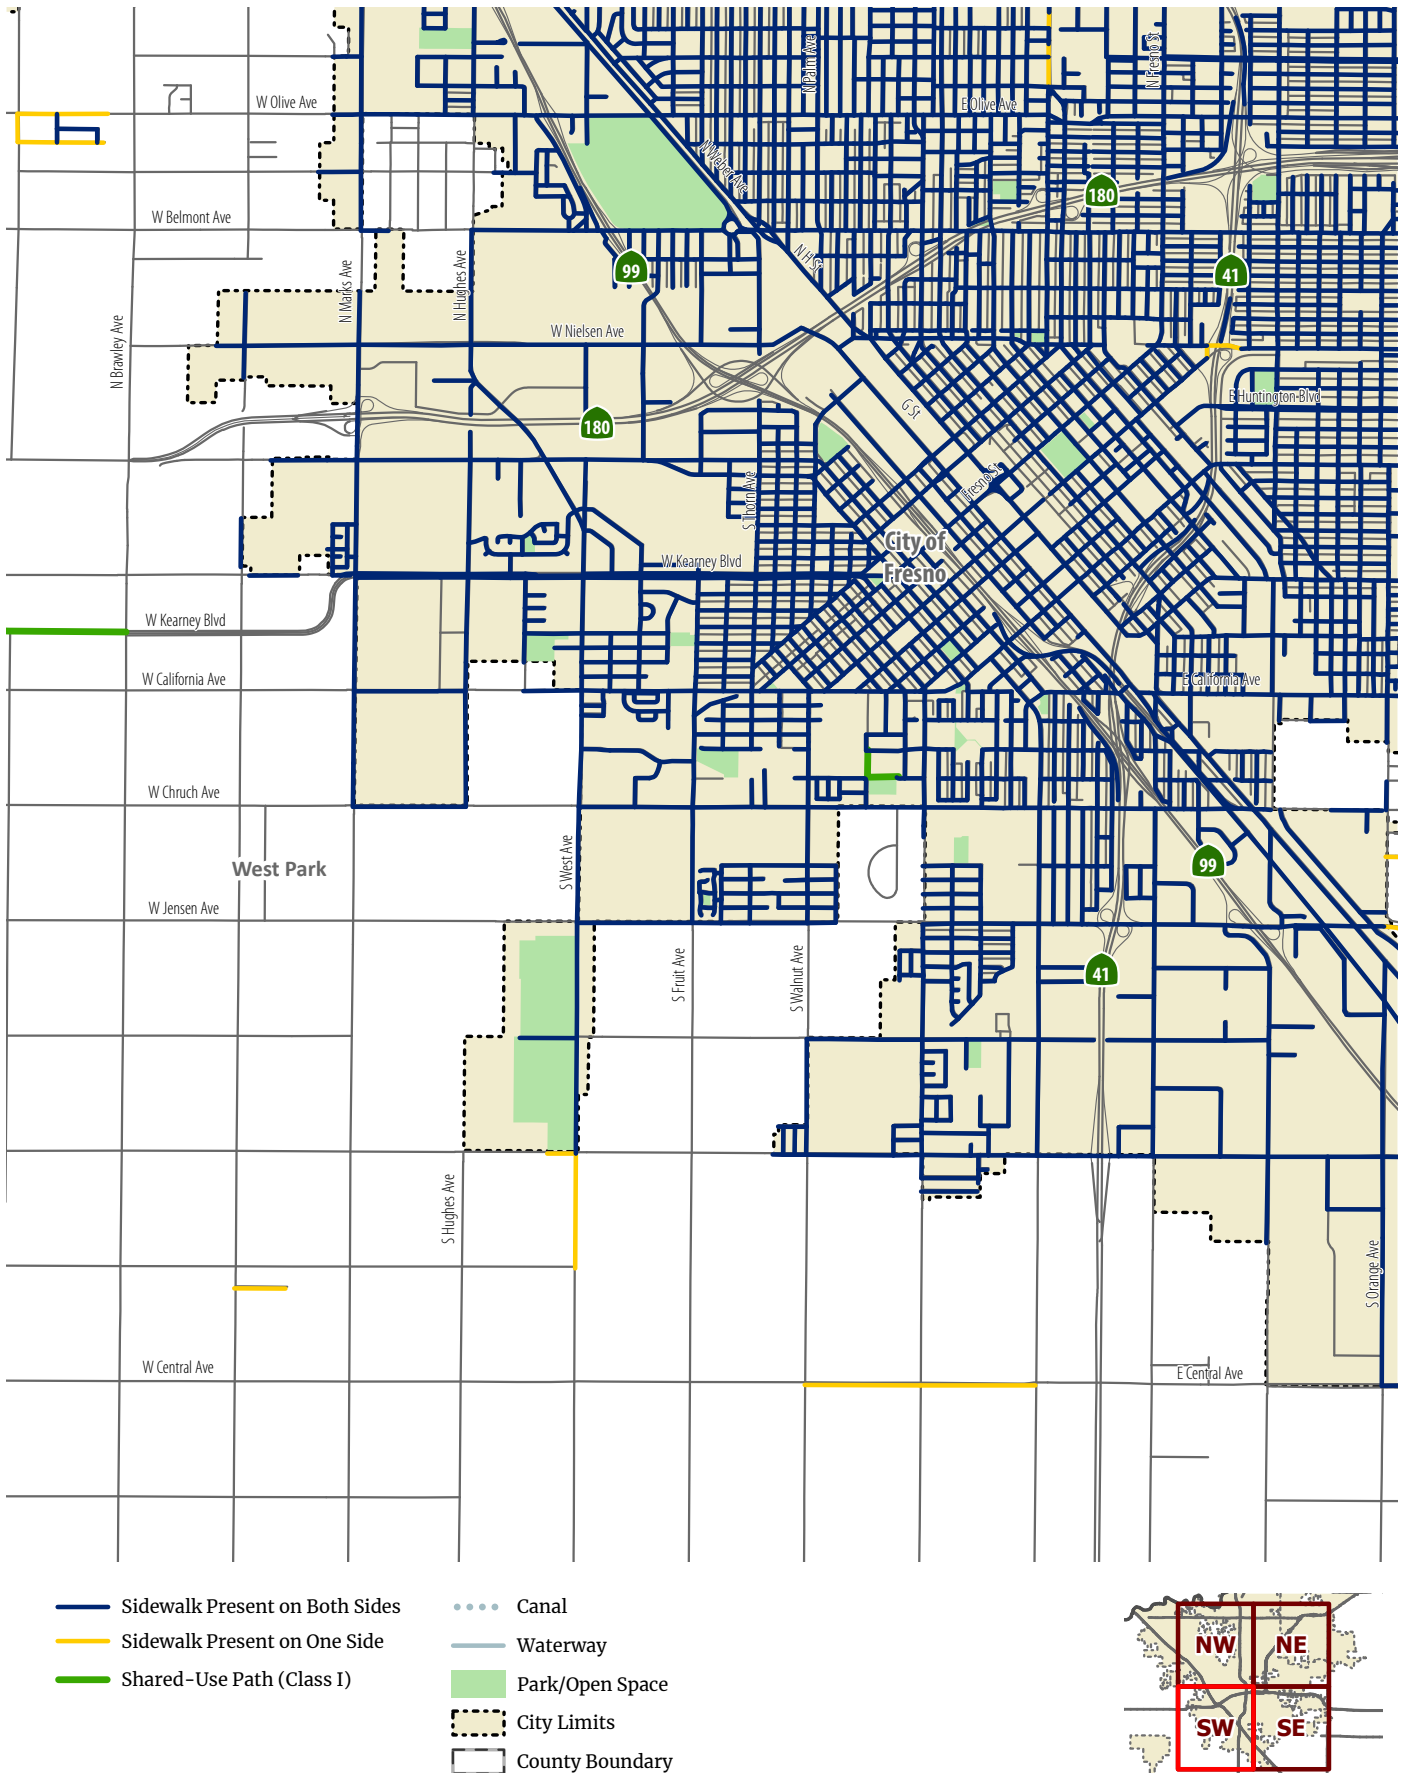 N Palm Ave
N Fresno St
W Olive Ave
E Olive Ave
N Weber Ave
180
W Belmont Ave
N H St
99
41
N Marks Ave
N Hughes Ave
N Brawley Ave
W Nielsen Ave
E Huntington Blvd
G St
180
Fresno St
S Thorn Ave
City of
Fresno
W Kearney Blvd
W Kearney Blvd
W California Ave
E California Ave
W Chruch Ave
S West Ave
99
West Park
W Jensen Ave
S Fruit Ave
S Walnut Ave
41
S Hughes Ave
S Orange Ave
W Central Ave
E Central Ave
Sidewalk Present on Both Sides
Sidewalk Present on One Side
Shared-Use Path (Class I)
Canal
Waterway
Park/Open Space
City Limits
County Boundary
NW
NE
SW
SE